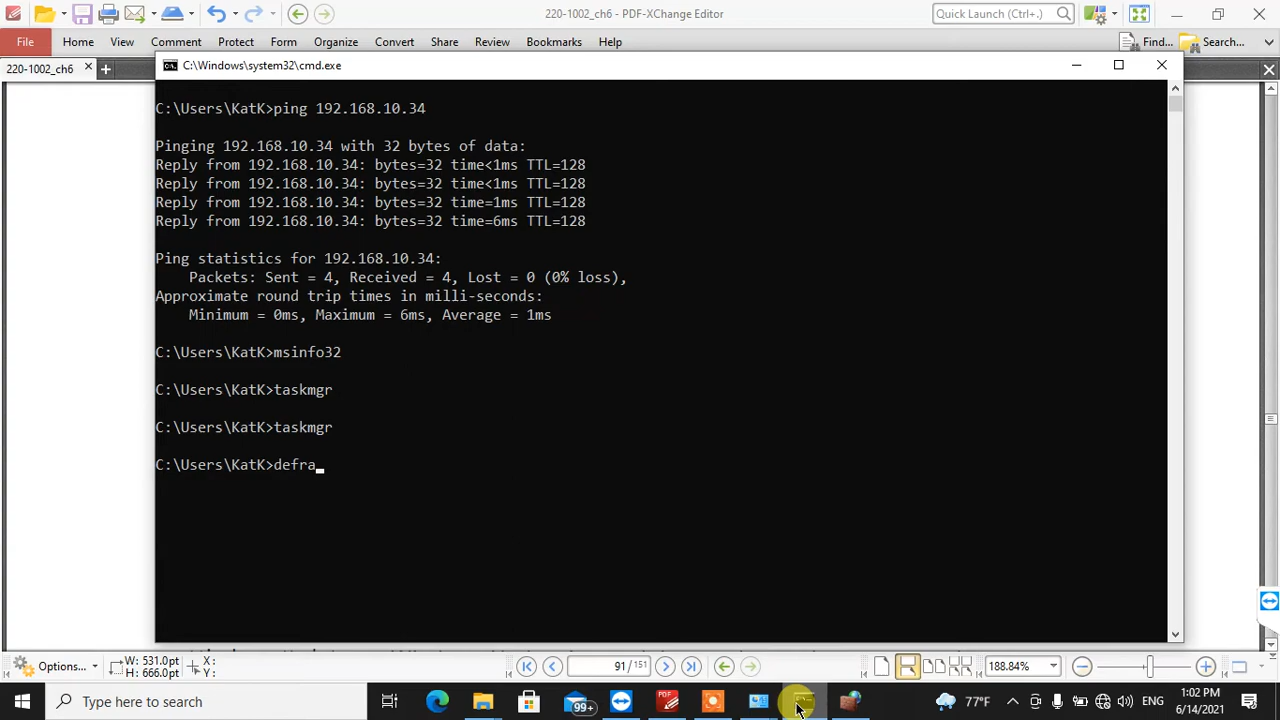 220-1002_ch6 - PDF-XChange Editor
Quick Launch (Ctrl+.)
File Home View Comment Protect Form Organize Convert Share Review Bookmarks Help
Find... Search...
220-1002_ch6
C:\Windows\system32\cmd.exe
C:\Users\KatK>ping 192.168.10.34
Pinging 192.168.10.34 with 32 bytes of data:
Reply from 192.168.10.34: bytes=32 time<1ms TTL=128
Reply from 192.168.10.34: bytes=32 time<1ms TTL=128
Reply from 192.168.10.34: bytes=32 time=1ms TTL=128
Reply from 192.168.10.34: bytes=32 time=6ms TTL=128
Ping statistics for 192.168.10.34:
Packets: Sent = 4, Received = 4, Lost = 0 (0% loss),
Approximate round trip times in milli-seconds:
Minimum = 0ms, Maximum = 6ms, Average = 1ms
C:\Users\KatK>msinfo32
C:\Users\KatK>taskmgr
C:\Users\KatK>taskmgr
C:\Users\KatK>defra_
Options... W: 531.0pt X:
H: 666.0pt Y:
91 / 151
188.84%
Type here to search
99+
77°F
ENG
1:02 PM
6/14/2021